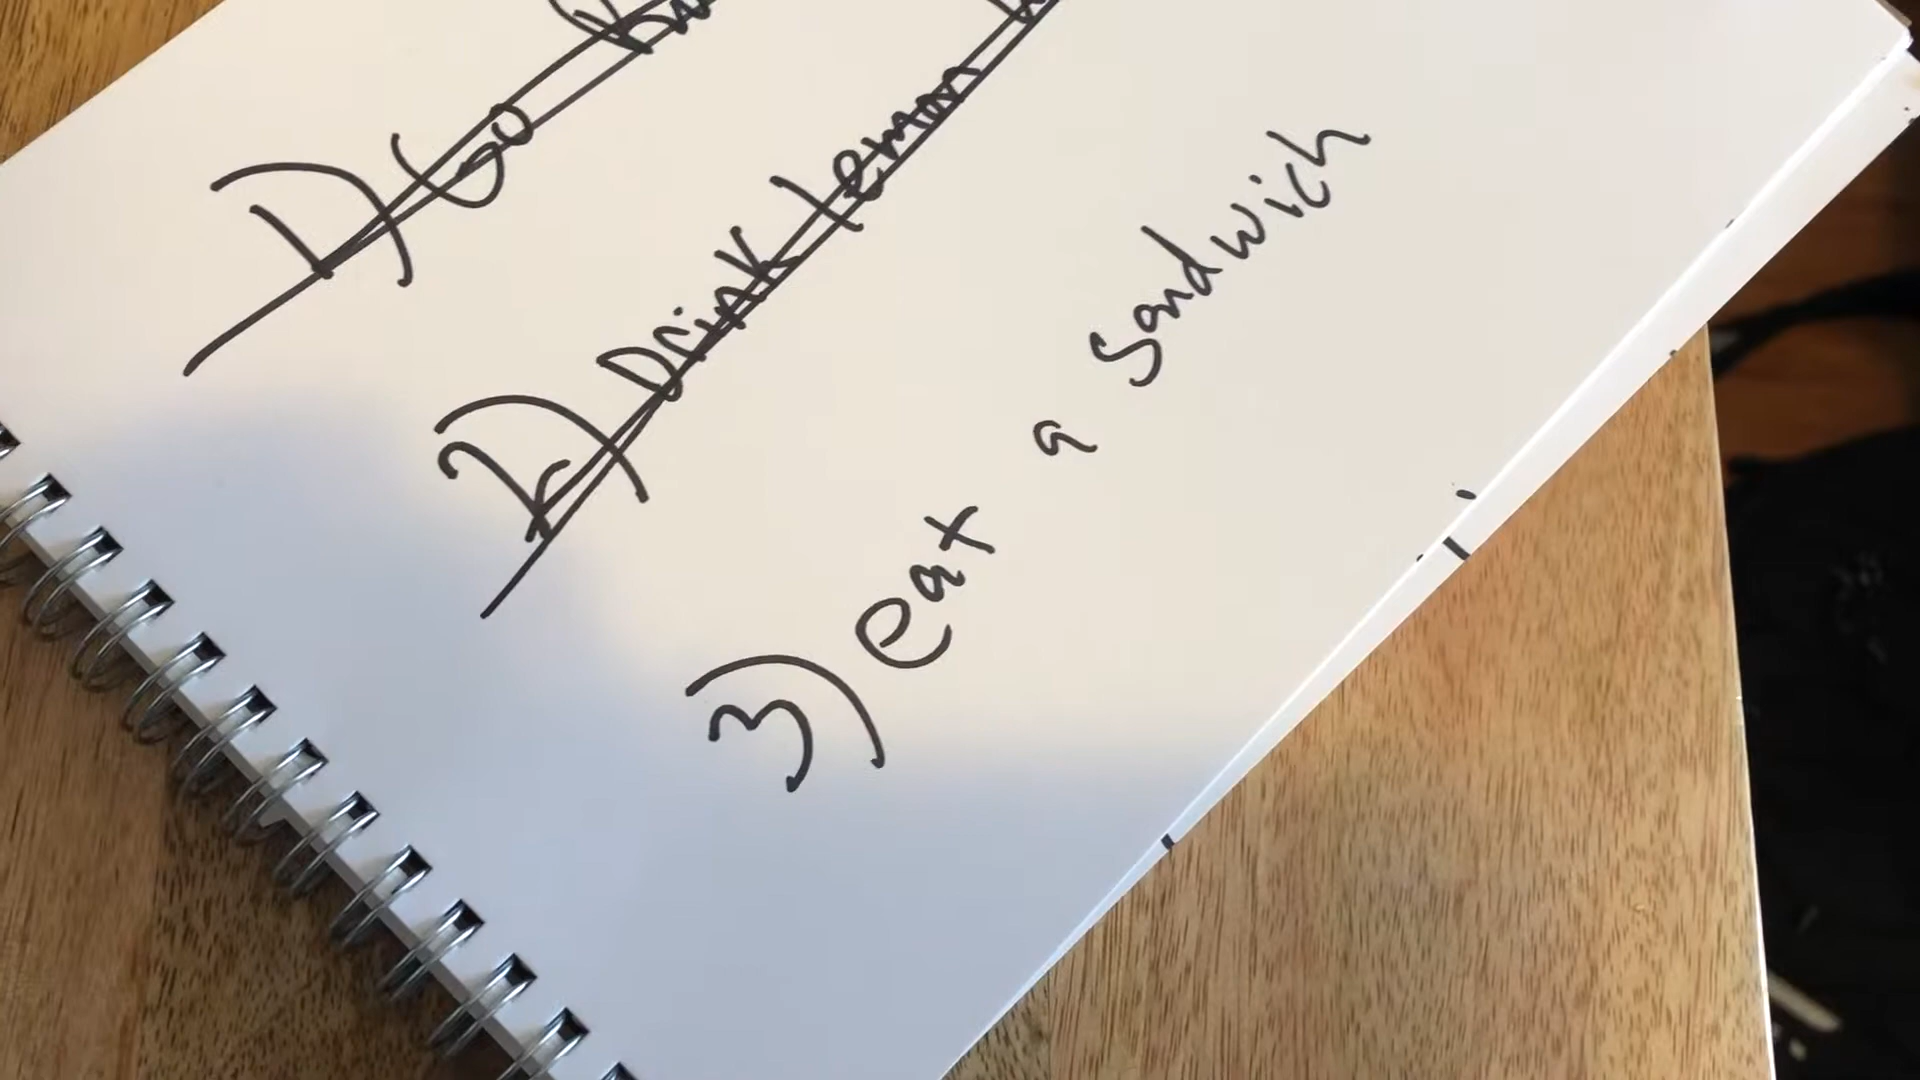 1) Go
2) Drink lemon
3) eat a sandwich